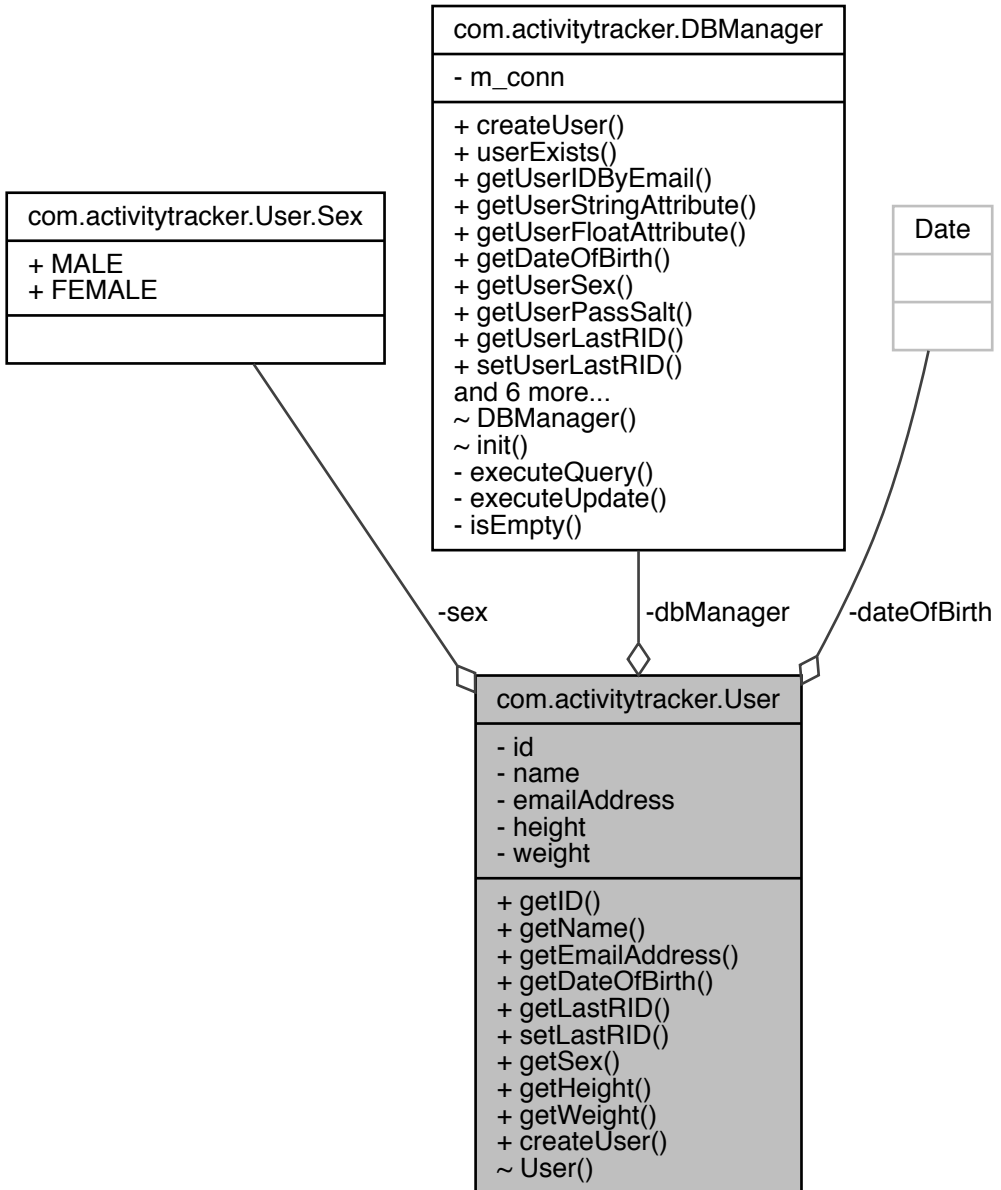 com.activitytracker.DBManager
- m_conn
+ createUser()
+ userExists()
+ getUserIDByEmail()
+ getUserStringAttribute()
+ getUserFloatAttribute()
+ getDateOfBirth()
+ getUserSex()
+ getUserPassSalt()
+ getUserLastRID()
+ setUserLastRID()
and 6 more...
~ DBManager()
~ init()
- executeQuery()
- executeUpdate()
- isEmpty()
com.activitytracker.User.Sex
+ MALE
+ FEMALE
Date
-sex
-dbManager
-dateOfBirth
com.activitytracker.User
- id
- name
- emailAddress
- height
- weight
+ getID()
+ getName()
+ getEmailAddress()
+ getDateOfBirth()
+ getLastRID()
+ setLastRID()
+ getSex()
+ getHeight()
+ getWeight()
+ createUser()
~ User()